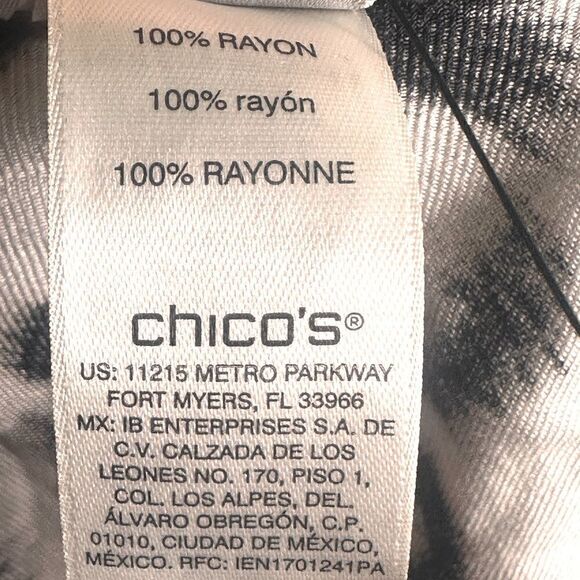 100% RAYON
100% rayón
100% RAYONNE
chico's®
US: 11215 METRO PARKWAY
FORT MYERS, FL 33966
MX: IB ENTERPRISES S.A. DE
C.V. CALZADA DE LOS
LEONES NO. 170, PISO 1,
COL. LOS ALPES, DEL.
ÁLVARO OBREGÓN, C.P.
01010, CIUDAD DE MÉXICO,
MÉXICO. RFC: IEN1701241PA